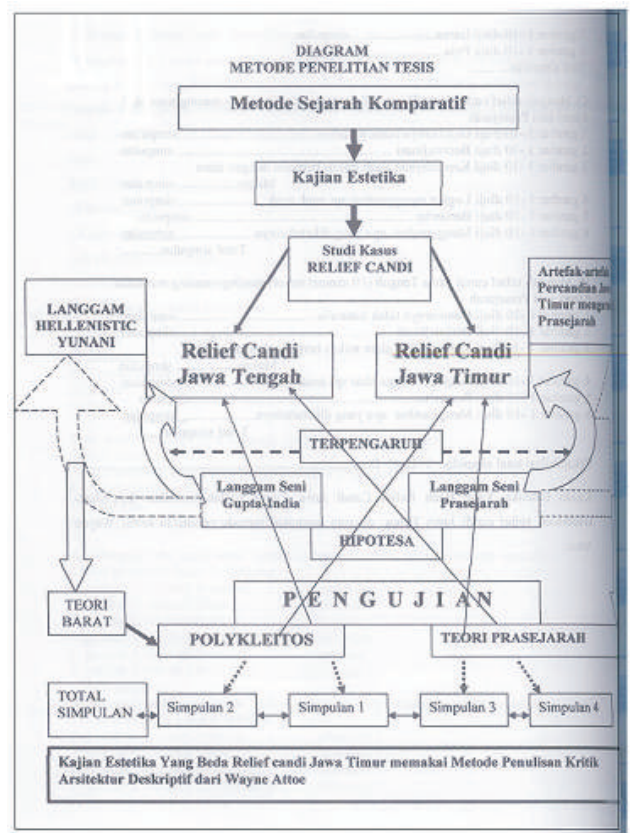 DIAGRAM
METODE PENELITIAN TESIS
Metode Sejarah Komparatif
Kajian Estetika
Studi Kasus
RELIEF CANDI
Percandian
Timur
Prasejarah
LANGGAM
HELLENISTIC
YUNANI
Relief Candi
Jawa Tengah
Relief Candi
Jawa Timur
TERPENGARUH
Langgam Seni
Gupta-India
Langgam Seni
Prasejarah
HIPOTESA
PENGUJIAN
TEORI
BARAT
POLYKLEITOS
TEORI PRASEJARAH
TOTAL
SIMPULAN
Simpulan 2
Simpulan 1
Simpulan 3
Simpulan 4
Kajian Estetika Yang Beda Relief candi Jawa Timur memakai Metode Penulisan Kritik
Arsitektur Deskriptif dari Wayne Attoe